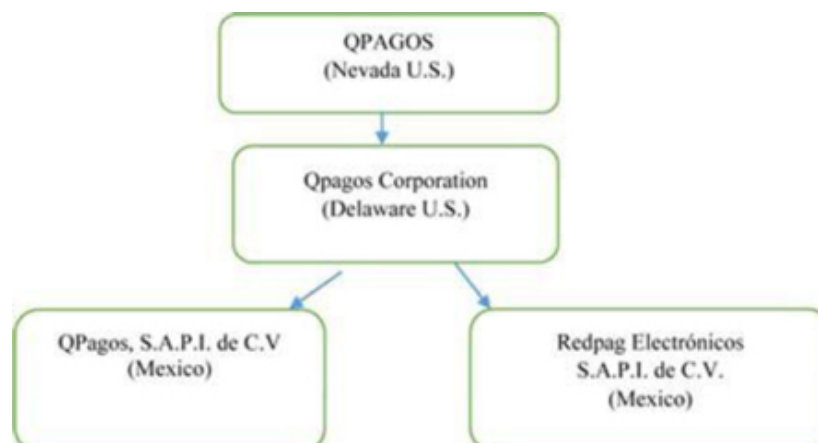 QPAGOS
(Nevada U.S.)
Qpagos Corporation
(Delaware U.S.)
QPagos, S.A.P.I. de C.V
(Mexico)
Redpag Electrónicos
S.A.P.I. de C.V.
(Mexico)